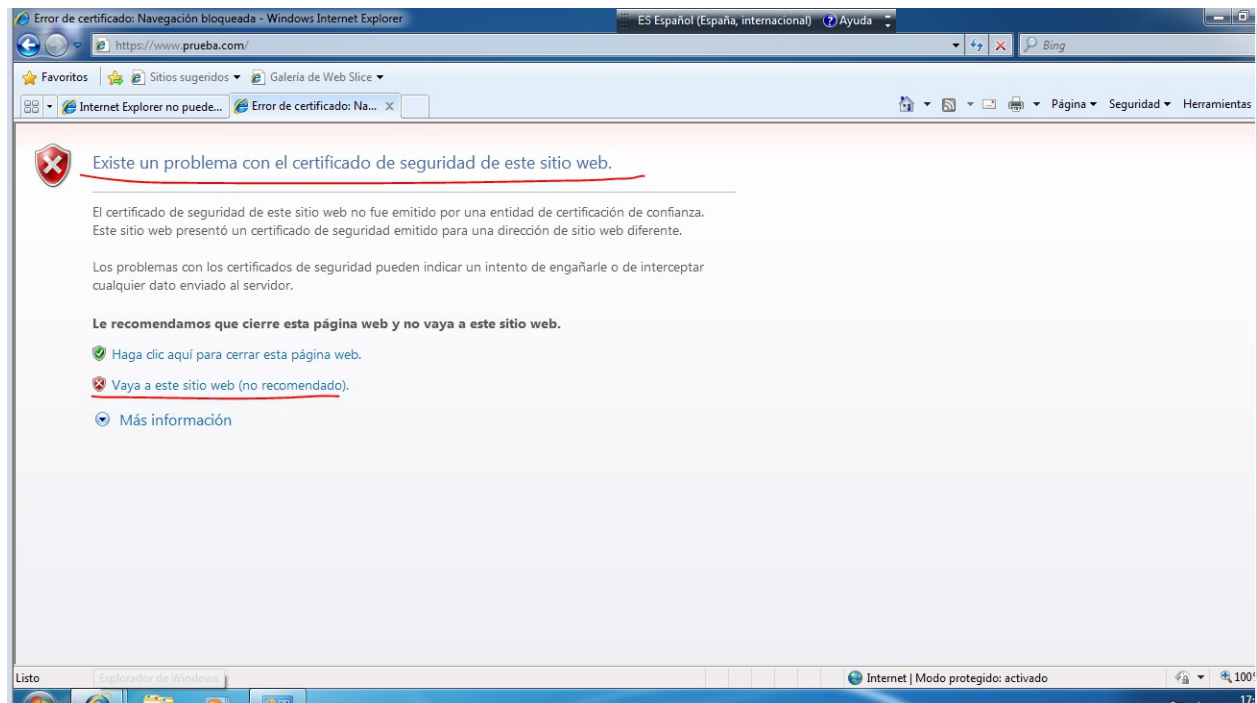 Error de certificado: Navegación bloqueada - Windows Internet Explorer
ES Español (España, internacional) Ayuda
https://www.prueba.com/
Bing
Favoritos Sitios sugeridos Galería de Web Slice
Internet Explorer no puede... Error de certificado: Na... X
Página Seguridad Herramientas
Existe un problema con el certificado de seguridad de este sitio web.
El certificado de seguridad de este sitio web no fue emitido por una entidad de certificación de confianza.
Este sitio web presentó un certificado de seguridad emitido para una dirección de sitio web diferente.
Los problemas con los certificados de seguridad pueden indicar un intento de engañarle o de interceptar
cualquier dato enviado al servidor.
Le recomendamos que cierre esta página web y no vaya a este sitio web.
Haga clic aquí para cerrar esta página web.
Vaya a este sitio web (no recomendado).
Más información
Listo Explorador de Windows Internet | Modo protegido: activado 100%
17: